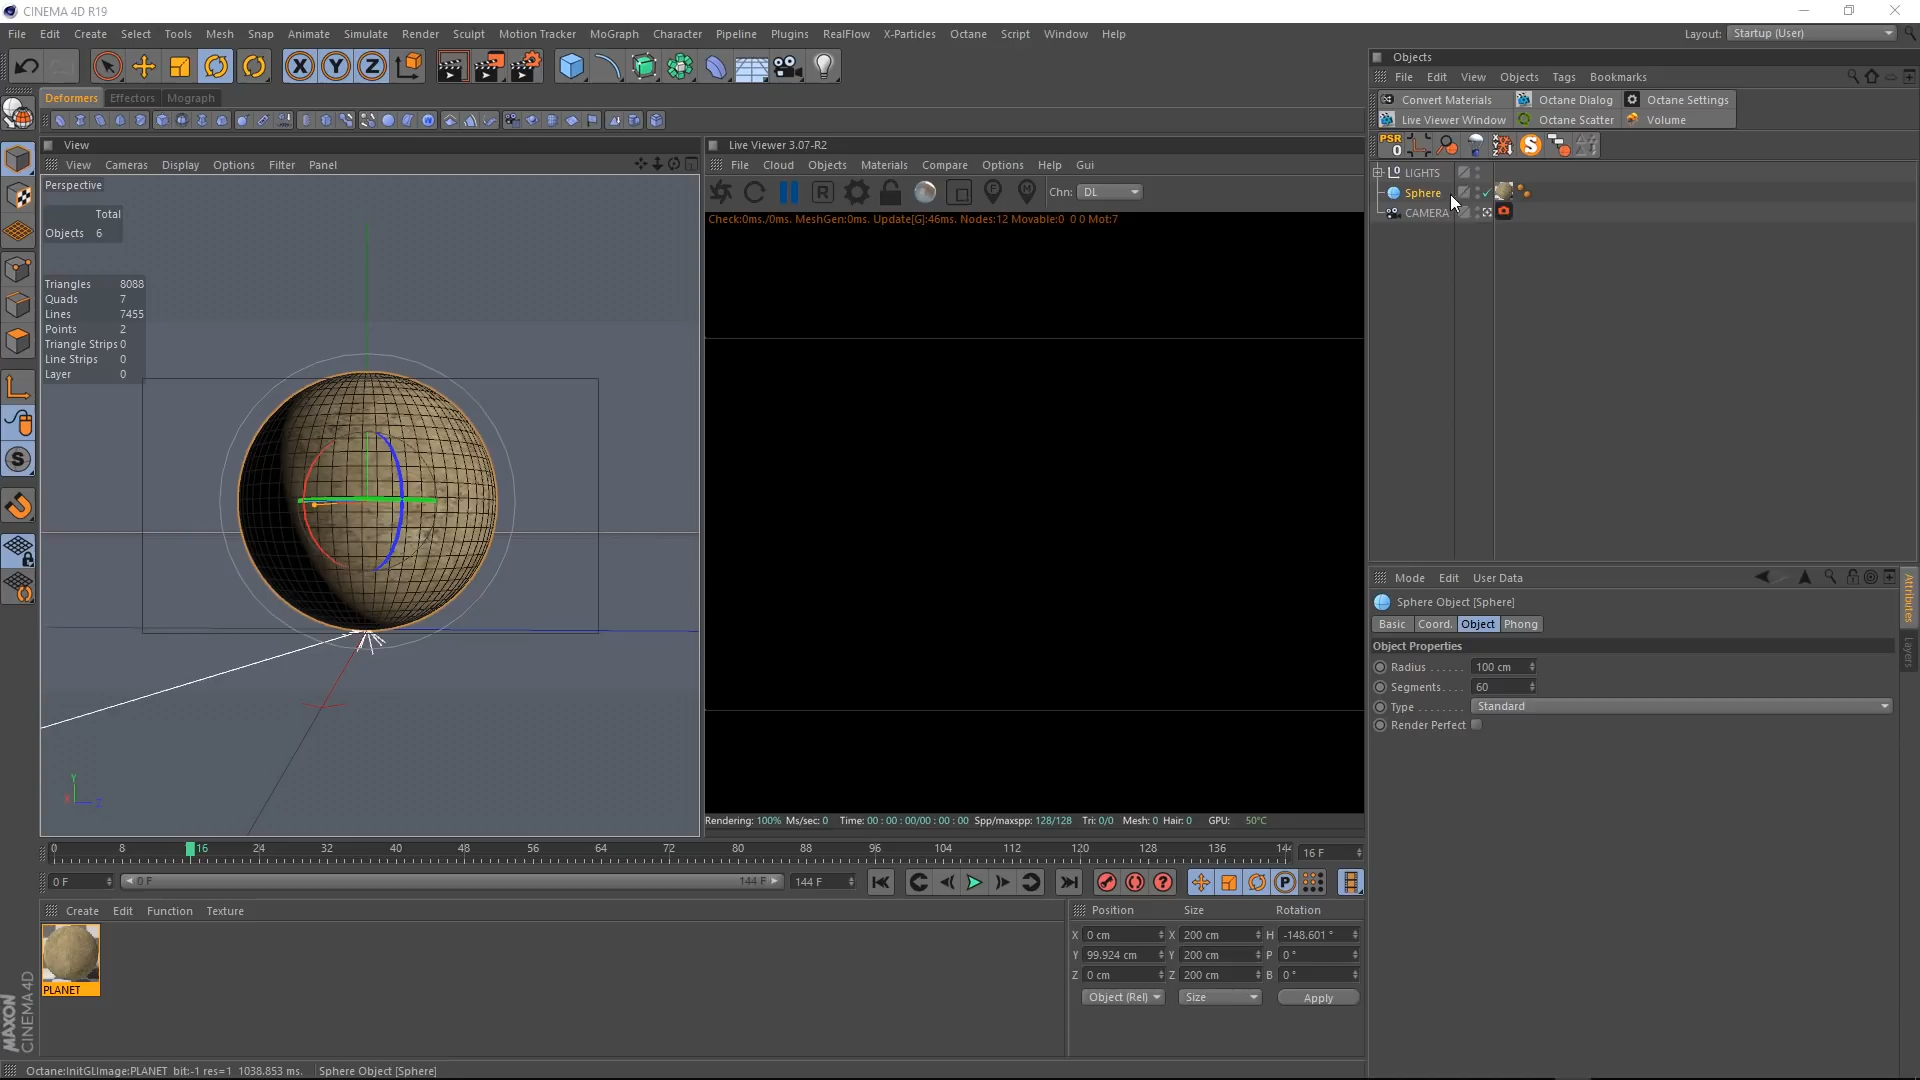 CINEMA 4D R19
File Edit Create Select Tools Mesh Snap Animate Simulate Render Sculpt Motion Tracker MoGraph Character Pipeline Plugins RealFlow X-Particles Octane Script Window Help
Layout: Startup (User)
Objects
File Edit View Objects Tags Bookmarks
Deformers Effectors Mograph
Convert Materials Octane Dialog Octane Settings
Live Viewer Window Octane Scatter Volume
PSR
0
View
View Cameras Display Options Filter Panel
Perspective
Total
Objects 6
Triangles 8088
Quads 7
Lines 7455
Points 2
Triangle Strips 0
Line Strips 0
Layer 0
Y
X Z
Live Viewer 3.07-R2
File Cloud Objects Materials Compare Options Help Gui
Chn: DL
Check:0ms./0ms. MeshGen:0ms. Update[G]:46ms. Nodes:12 Movable:0 0 0 Mot:7
Rendering: 100% Ms/sec: 0 Time: 00 : 00 : 00/00 : 00 : 00 Spp/maxspp: 128/128 Tri: 0/0 Mesh: 0 Hair: 0 GPU: 50°C
LIGHTS
Sphere
CAMERA
Mode Edit User Data
Sphere Object [Sphere]
Basic Coord. Object Phong
Object Properties
Radius 100 cm
Segments 60
Type Standard
Render Perfect
Attributes
Layers
0 8 16 24 32 40 48 56 64 72 80 88 96 104 112 120 128 136 144
16 F
0 F 0 F 144 F 144 F
Create Edit Function Texture
PLANET
Position Size Rotation
X 0 cm X 200 cm H -148.601 °
Y 99.924 cm Y 200 cm P 0 °
Z 0 cm Z 200 cm B 0 °
Object (Rel) Size Apply
MAXON
CINEMA 4D
Octane:InitGLImage:PLANET bit:-1 res=1 1038.853 ms. Sphere Object [Sphere]